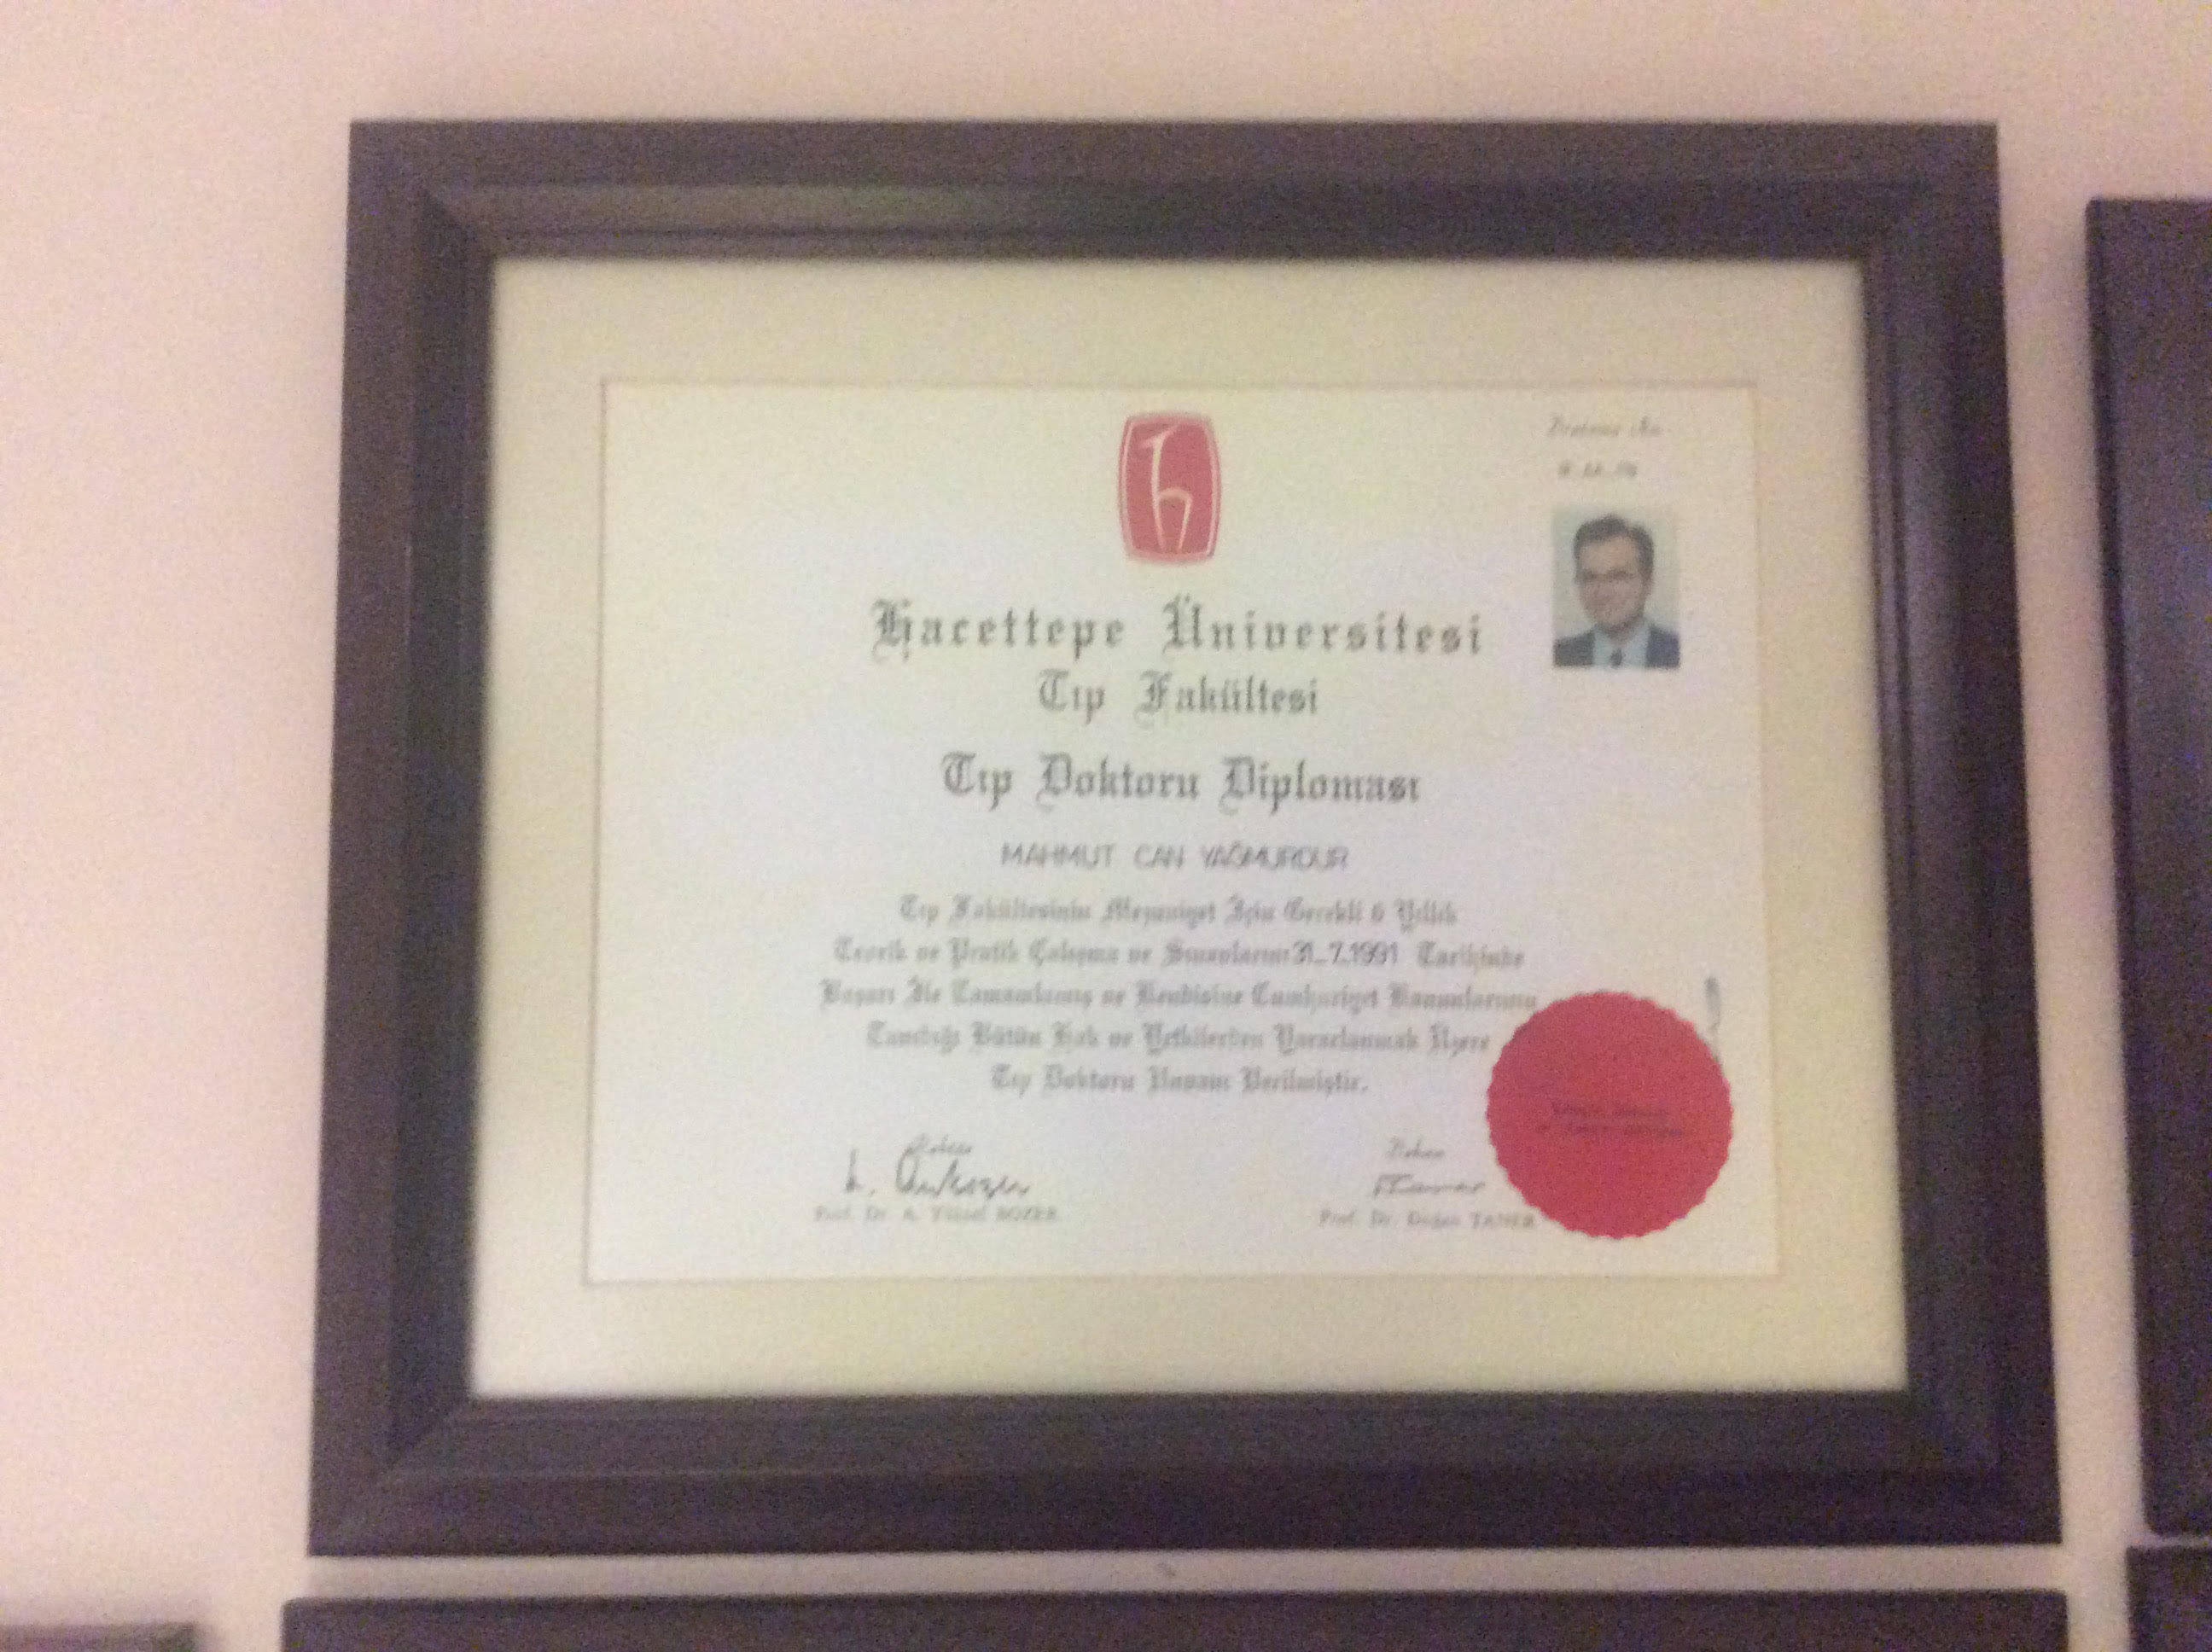 Hacettepe Üniversitesi
Tıp Fakültesi
Tıp Doktoru Diploması
MAHMUT CAN YAĞMURDUR
Tıp Fakültesinin Mezuniyet İçin Gerekli 6 Yıllık
Teorik ve Pratik Çalışma ve Sınavlarını 31.7.1991 Tarihinde
Başarı İle Tamamlamış ve Kendisine Cumhuriyet Kanunlarının
Tanıdığı Bütün Hak ve Yetkilerden Yararlanmak Üzere
Tıp Doktoru Unvanı Verilmiştir.
Dekan
Prof. Dr. A. Yüksel BOZER Prof. Dr. Doğan TANER